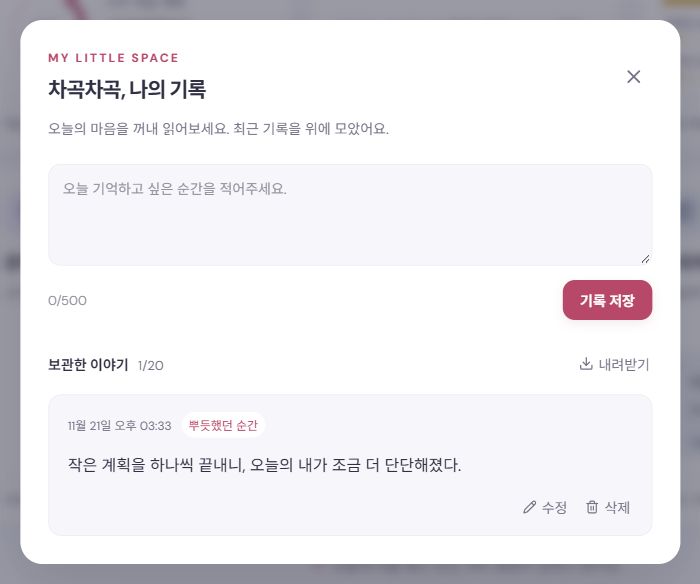 MY LITTLE SPACE
차곡차곡, 나의 기록
오늘의 마음을 꺼내 읽어보세요. 최근 기록을 위에 모았어요.
오늘 기억하고 싶은 순간을 적어주세요.
0/500
기록 저장
보관한 이야기 1/20
내려받기
11월 21일 오후 03:33 뿌듯했던 순간
작은 계획을 하나씩 끝내니, 오늘의 내가 조금 더 단단해졌다.
수정 삭제